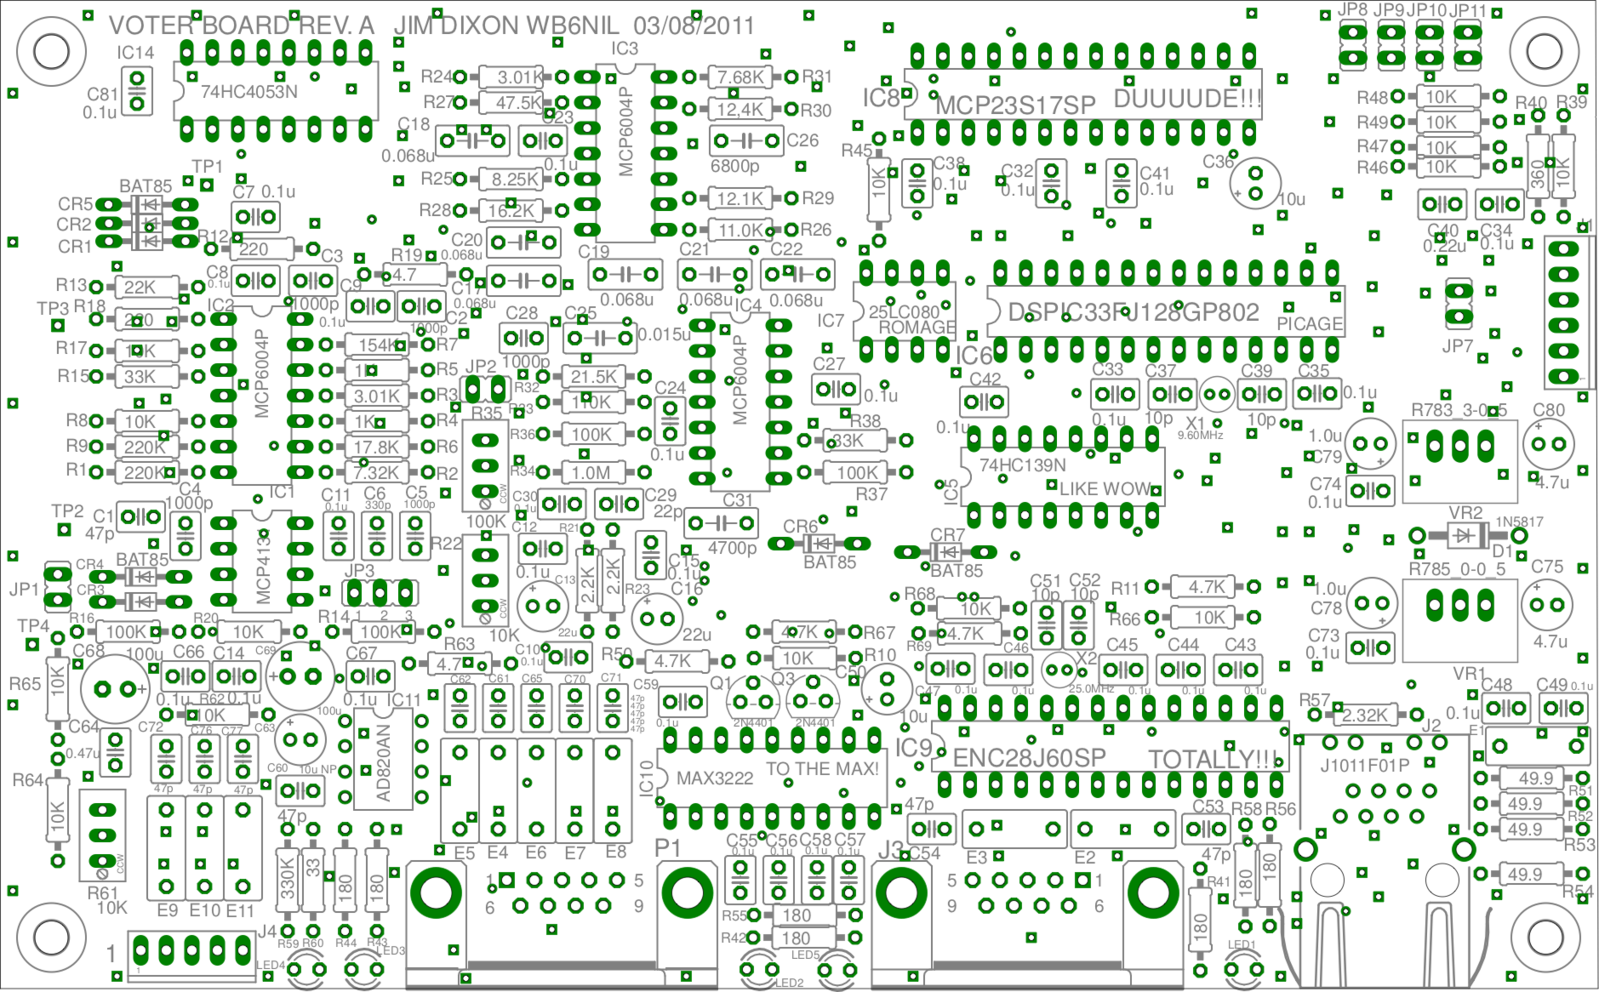 VOTER BOARD REV. A   JIM DIXON WB6NIL   03/08/2011
IC14
74HC4053N
C81
0.1u
TP1
BAT85
CR5
CR2
CR1
C7 0.1u
R12
220
R24
3.01K
R27
47.5K
C18
0.068u
C23
0.1u
R25
8.25K
R28
16.2K
IC3
MCP6004P
7.68K
R31
12,4K
R30
C26
6800p
12.1K
R29
11.0K
R26
IC8
MCP23S17SP
DUUUUDE!!!
R45
10K
C38
0.1u
C32
0.1u
C41
0.1u
C36
10u
JP8
JP9
JP10
JP11
R48
10K
R49
10K
R47
10K
R46
10K
R40
R39
360
10K
C40
0.22u
C34
0.1u
JP7
R13
22K
TP3
R18
R17
R15
33K
R8
10K
R9
220K
R1
220K
C8
0.1u
C3
1000p
IC2
MCP6004P
R19
4.7
C9
0.1u
C2
1000p
C20
0.068u
C17
0.068u
154K
R7
R5
3.01K
R3
1K
R4
17.8K
R6
7.32K
R2
C19
0.068u
C21
0.068u
C22
0.068u
C28
1000p
C25
0.015u
IC4
MCP6004P
JP2
R32
21.5K
R33
110K
R36
100K
R34
1.0M
R35
CCW
100K
C24
0.1u
C27
0.1u
R38
33K
100K
R37
IC7
25LC080
ROMAGE
DSPIC33FJ128GP802
PICAGE
IC6
C42
0.1u
C33
0.1u
C37
10p
X1
9.60MHz
C39
10p
C35
0.1u
IC5
74HC139N
LIKE WOW
R783_3-0_5
1.0u
C79
C80
4.7u
C74
0.1u
VR2
1N5817
D1
R785_0-0_5
1.0u
C78
C75
4.7u
C73
0.1u
VR1
TP2
C1
47p
C4
1000p
IC1
MCP413
C11
0.1u
C6
330p
C5
1000p
BAT85
CR4
CR3
JP1
JP3
2
3
R22
CCW
10K
C30
0.1u
C29
22p
C12
0.1u
R21
C13
22u
2.2K
2.2K
R23
C15
0.1u
C16
22u
C31
4700p
CR6
BAT85
CR7
BAT85
TP4
R16
100K
R20
10K
R14
100K
C68
100u
C66
0.1u
C14
0.1u
C69
100u
C67
0.1u
R63
4.7
C10
0.1u
R50
4.7K
4.7K
R67
10K
R10
R68
10K
R69
4.7K
C51
10p
C52
10p
R11
4.7K
R66
10K
C47
0.1u
C46
0.1u
X2
25.0MHz
C45
0.1u
C44
0.1u
C43
0.1u
R65
10K
C64
0.47u
R64
10K
R62
10K
C63
C72
47p
C76
47p
C77
47p
C60
10u NP
47p
IC11
AD820AN
C62
C61
C65
C70
C71
47p
47p
47p
47p
C59
0.1u
Q1
2N4401
Q3
2N4401
C50
10u
IC10
MAX3222
TO THE MAX!
IC9
ENC28J60SP
TOTALLY!!!
R57
2.32K
J2
J1011F01P
C48
0.1u
C49
0.1u
E1
49.9
R51
49.9
R52
49.9
R53
49.9
R54
R61
10K
CCW
E9
E10
E11
E5
E4
E6
E7
E8
330K
33
180
180
R59
R60
R44
R43
LED4
LED3
J4
1
P1
1
5
6
9
C55
0.1u
C56
0.1u
C58
0.1u
C57
0.1u
R55
180
R42
180
LED5
LED2
J3
5
1
9
6
47p
C54
E3
E2
C53
47p
R58
R56
180
180
R41
180
LED1